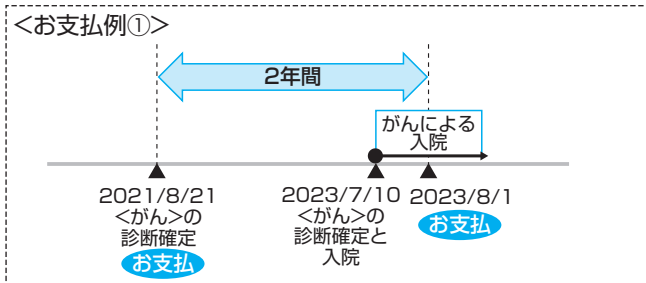 <お支払例①>
2年間
がんによる
入院
2021/8/21
<がん>の
診断確定
お支払
2023/7/10
<がん>の
診断確定と
入院
2023/8/1
お支払